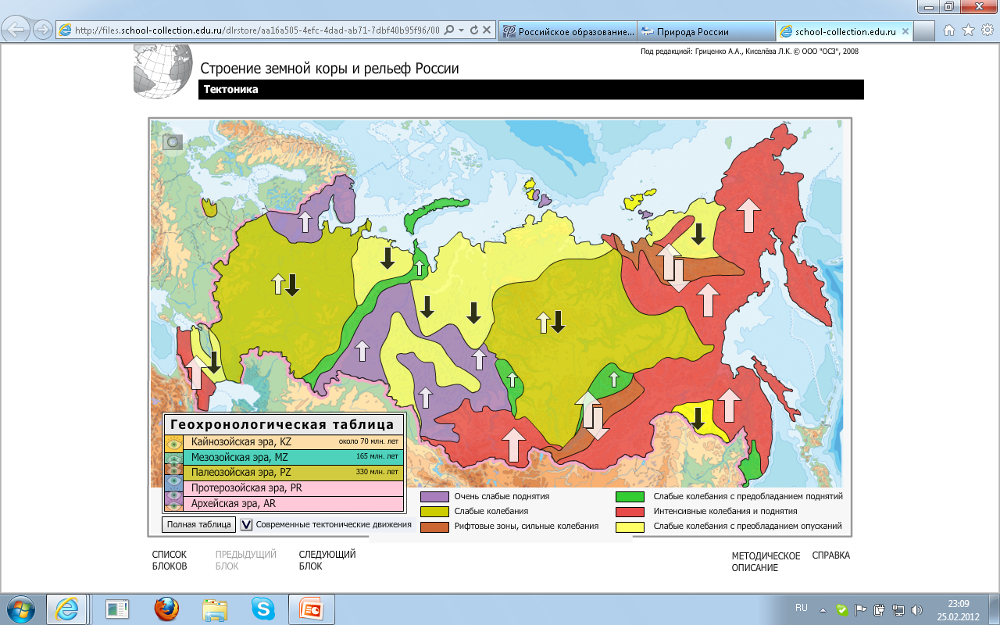 http://files.school-collection.edu.ru/dlrstore/aa16a505-4efc-4dad-ab71-7dbf40b95f96/00
Российское образование...
Природа России
school-collection.edu.ru
Под редакцией: Гриценко А.А., Киселёва Л.К. © ООО "ОСЗ", 2008
Строение земной коры и рельеф России
Тектоника
Геохронологическая таблица
Кайнозойская эра, KZ около 70 млн. лет
Мезозойская эра, MZ 165 млн. лет
Палеозойская эра, PZ 330 млн. лет
Протерозойская эра, PR
Архейская эра, AR
Полная таблица
Современные тектонические движения
Очень слабые поднятия
Слабые колебания
Рифтовые зоны, сильные колебания
Слабые колебания с предобладанием поднятий
Интенсивные колебания и поднятия
Слабые колебания с преобладанием опусканий
СПИСОК
БЛОКОВ
ПРЕДЫДУЩИЙ
БЛОК
СЛЕДУЮЩИЙ
БЛОК
МЕТОДИЧЕСКОЕ
ОПИСАНИЕ
СПРАВКА
RU
23:09
25.02.2012